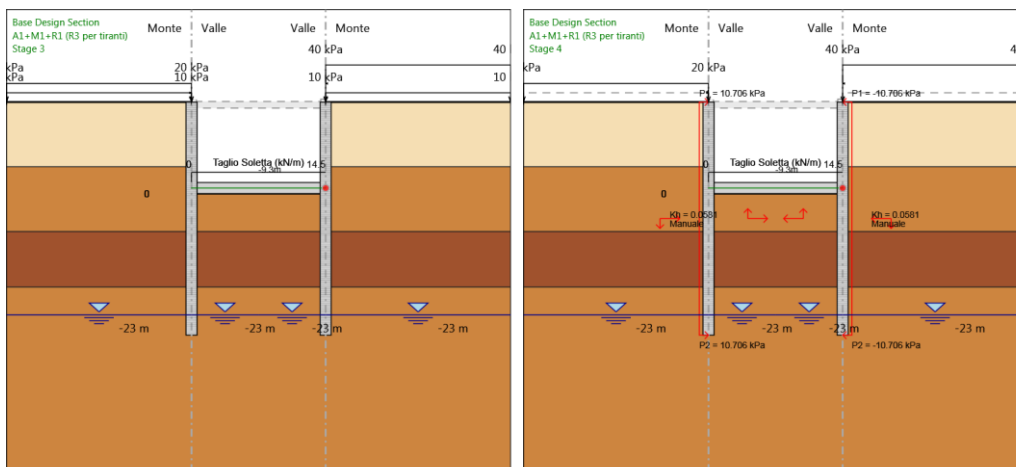 Base Design Section
A1+M1+R1 (R3 per tiranti)
Stage 3
Monte
Valle
Valle
Monte
40 kPa
40
kPa
20 kPa
kPa
10 kPa
10 kPa
10
0
Taglio Soletta (kN/m)
14.5
-9.3m
0
-23 m
-23 m
-23 m
-23 m
Base Design Section
A1+M1+R1 (R3 per tiranti)
Stage 4
Monte
Valle
Valle
Monte
40 kPa
kPa
20 kPa
P1 = 10.706 kPa
P1 = -10.706 kPa
0
Taglio Soletta (kN/m)
14.5
-9.3m
0
Kh = 0.0581
Manuale
Kh = 0.0581
Manuale
-23 m
-23 m
-23 m
-23 m
P2 = 10.706 kPa
P2 = -10.706 kPa